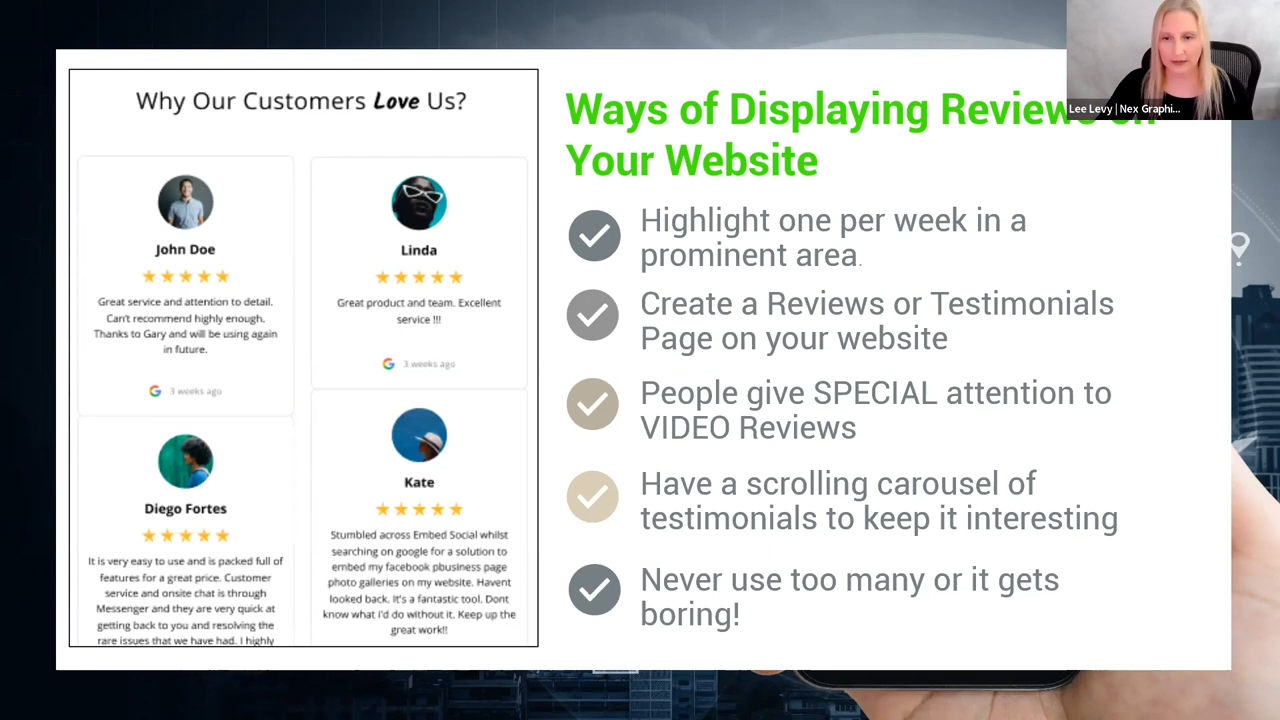 Why Our Customers Love Us?
John Doe
Great service and attention to detail.
Can't recommend highly enough.
Thanks to Gary and will be using again
in future.
3 weeks ago
Linda
Great product and team. Excellent
service !!!
3 weeks ago
Diego Fortes
It is very easy to use and is packed full of
features for a great price. Customer
service and onsite chat is through
Messenger and they are very quick at
getting back to you and resolving the
rare issues that we have had. I highly
Kate
Stumbled across Embed Social whilst
searching on google for a solution to
embed my facebook pbusiness page
photo galleries on my website. Havent
looked back. It's a fantastic tool. Dont
know what i'd do without it. Keep up the
great work!!
Ways of Displaying Reviews
Your Website
Highlight one per week in a
prominent area.
Create a Reviews or Testimonials
Page on your website
People give SPECIAL attention to
VIDEO Reviews
Have a scrolling carousel of
testimonials to keep it interesting
Never use too many or it gets
boring!
Lee Levy | Nex Graphi...